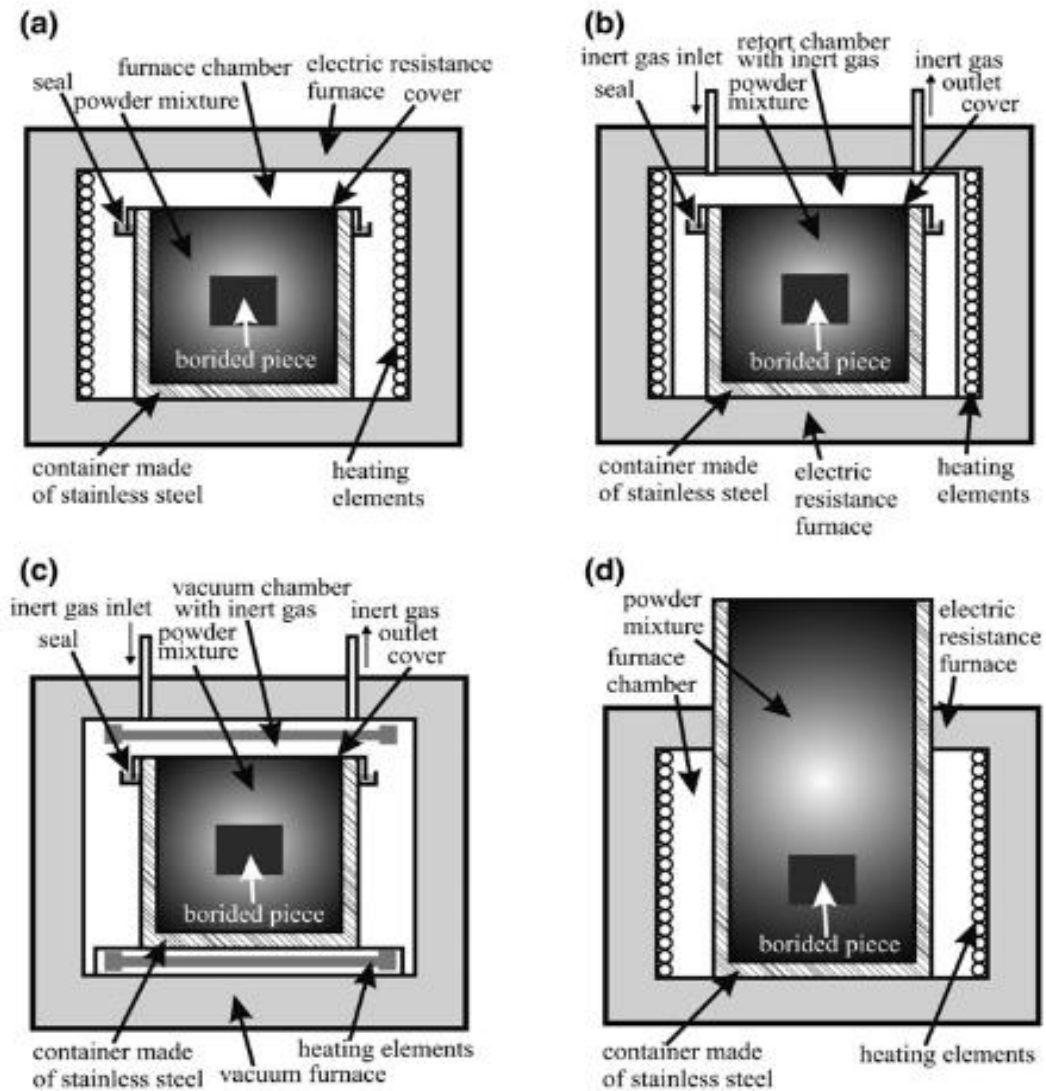 (a)
furnace chamber
electric resistance
furnace
seal
powder mixture
cover
borided piece
container made
of stainless steel
heating
elements
(b)
inert gas inlet
retort chamber
with inert gas
inert gas
outlet
seal
powder
mixture
cover
borided piece
container made
of stainless steel
electric
resistance
furnace
heating
elements
(c)
inert gas inlet
vacuum chamber
with inert gas
inert gas
outlet
seal
powder
mixture
cover
borided piece
container made
of stainless steel
vacuum furnace
heating elements
(d)
powder
mixture
electric
resistance
furnace
furnace
chamber
borided piece
container made
of stainless steel
heating elements